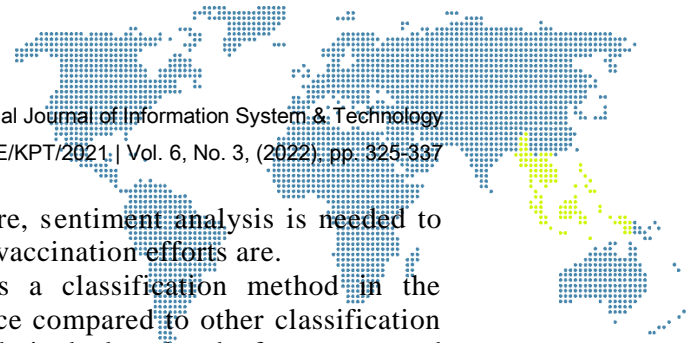 al Journal of Information System & Technology
E/KPT/2021 | Vol. 6, No. 3, (2022), pp. 325-337
re, sentiment analysis is needed to
vaccination efforts are.
s a classification method in the
ce compared to other classification